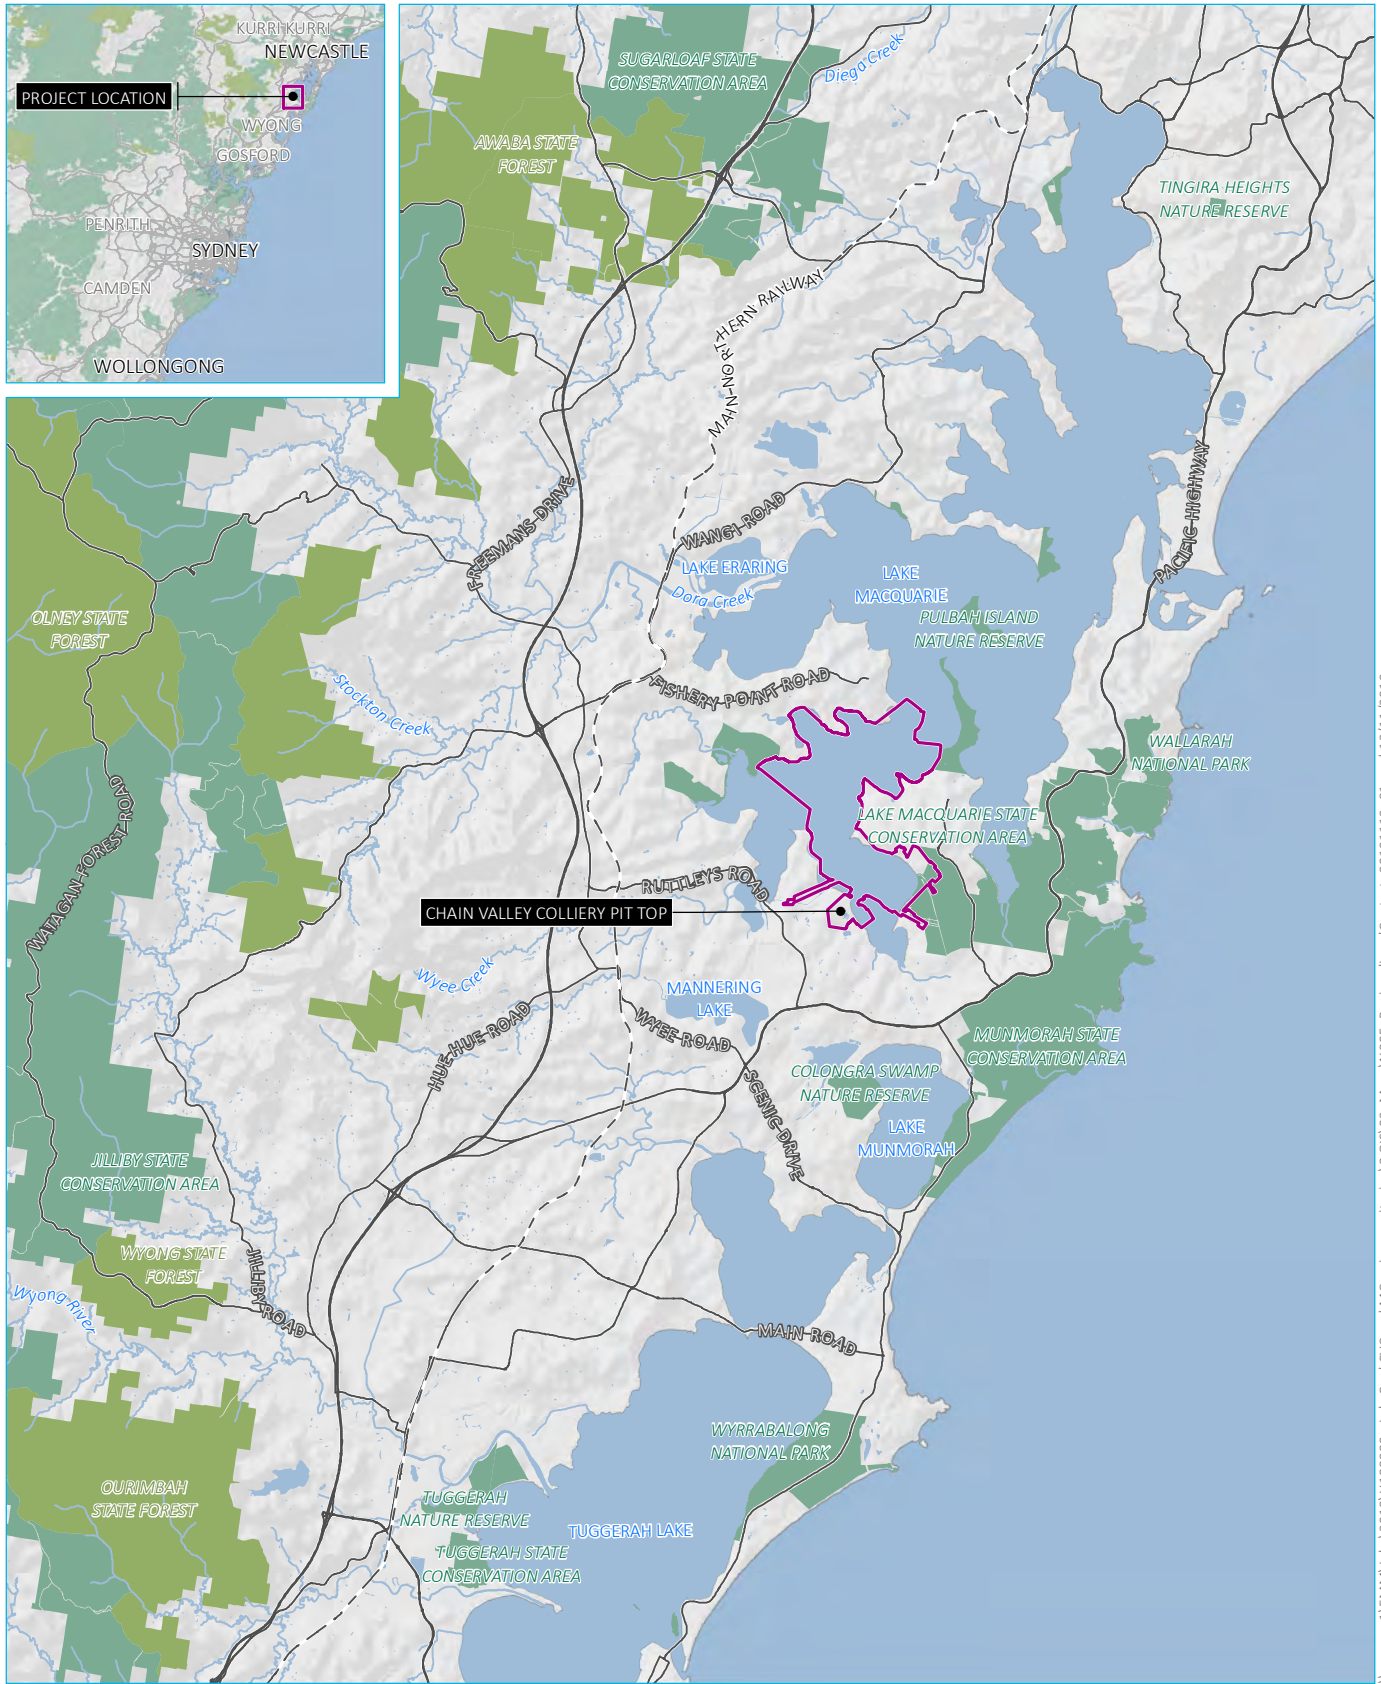 KURRI KURRI
NEWCASTLE
PROJECT LOCATION
WYONG
GOSFORD
PENRITH
SYDNEY
CAMDEN
WOLLONGONG
SUGARLOAF STATE
CONSERVATION AREA
Diega Creek
AWABA STATE
FOREST
TINGIRA HEIGHTS
NATURE RESERVE
MAIN NORTHERN RAILWAY
PACIFIC HIGHWAY
FREEMANS DRIVE
WANGI ROAD
LAKE ERARING
Dora Creek
LAKE
MACQUARIE
PULBAH ISLAND
NATURE RESERVE
OLNEY STATE
FOREST
Stockton Creek
FISHERY POINT ROAD
WALLARAH
NATIONAL PARK
WATAGAN FOREST ROAD
LAKE MACQUARIE STATE
CONSERVATION AREA
RUTTLEYS ROAD
CHAIN VALLEY COLLIERY PIT TOP
Wyee Creek
MANNERING
LAKE
HUE HUE ROAD
WYEE ROAD
MUNMORAH STATE
CONSERVATION AREA
COLONGRA SWAMP
NATURE RESERVE
SCENIC DRIVE
LAKE
MUNMORAH
JILLIBY STATE
CONSERVATION AREA
WYONG STATE
FOREST
JILLIBY ROAD
Wyong River
MAIN ROAD
WYRRABALONG
NATIONAL PARK
OURIMBAH
STATE FOREST
TUGGERAH
NATURE RESERVE
TUGGERAH LAKE
TUGGERAH STATE
CONSERVATION AREA